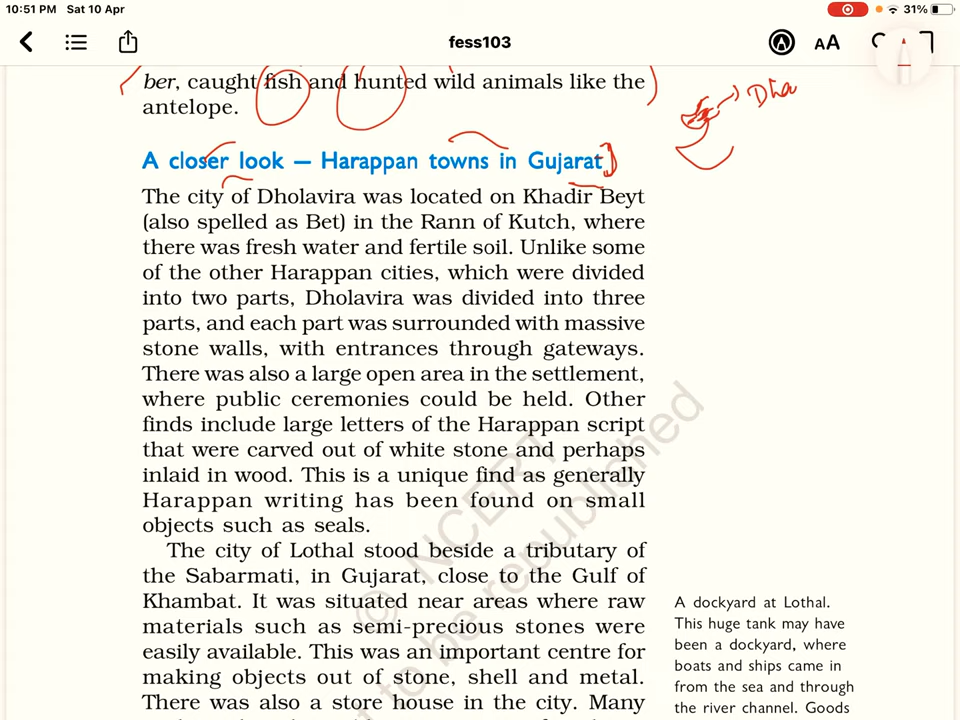 10:51 PM Sat 10 Apr
31%
fess103
AA
ber, caught fish and hunted wild animals like the
antelope.
Dha
A closer look — Harappan towns in Gujarat
The city of Dholavira was located on Khadir Beyt
(also spelled as Bet) in the Rann of Kutch, where
there was fresh water and fertile soil. Unlike some
of the other Harappan cities, which were divided
into two parts, Dholavira was divided into three
parts, and each part was surrounded with massive
stone walls, with entrances through gateways.
There was also a large open area in the settlement,
where public ceremonies could be held. Other
finds include large letters of the Harappan script
that were carved out of white stone and perhaps
inlaid in wood. This is a unique find as generally
Harappan writing has been found on small
objects such as seals.
The city of Lothal stood beside a tributary of
the Sabarmati, in Gujarat, close to the Gulf of
Khambat. It was situated near areas where raw
materials such as semi-precious stones were
easily available. This was an important centre for
making objects out of stone, shell and metal.
There was also a store house in the city. Many
A dockyard at Lothal.
This huge tank may have
been a dockyard, where
boats and ships came in
from the sea and through
the river channel. Goods
© NCERT
to be republished